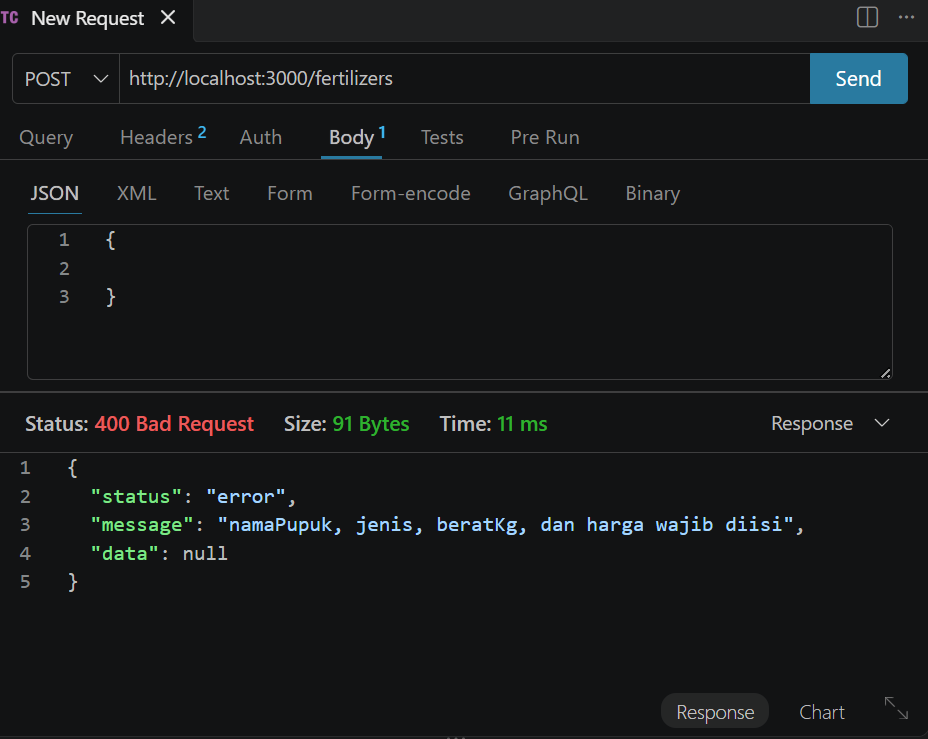 TC New Request
POST http://localhost:3000/fertilizers Send
Query Headers 2 Auth Body 1 Tests Pre Run
JSON XML Text Form Form-encode GraphQL Binary
1 {
2
3 }
Status: 400 Bad Request Size: 91 Bytes Time: 11 ms Response
1 {
2 "status": "error",
3 "message": "namaPupuk, jenis, beratKg, dan harga wajib diisi",
4 "data": null
5 }
Response Chart